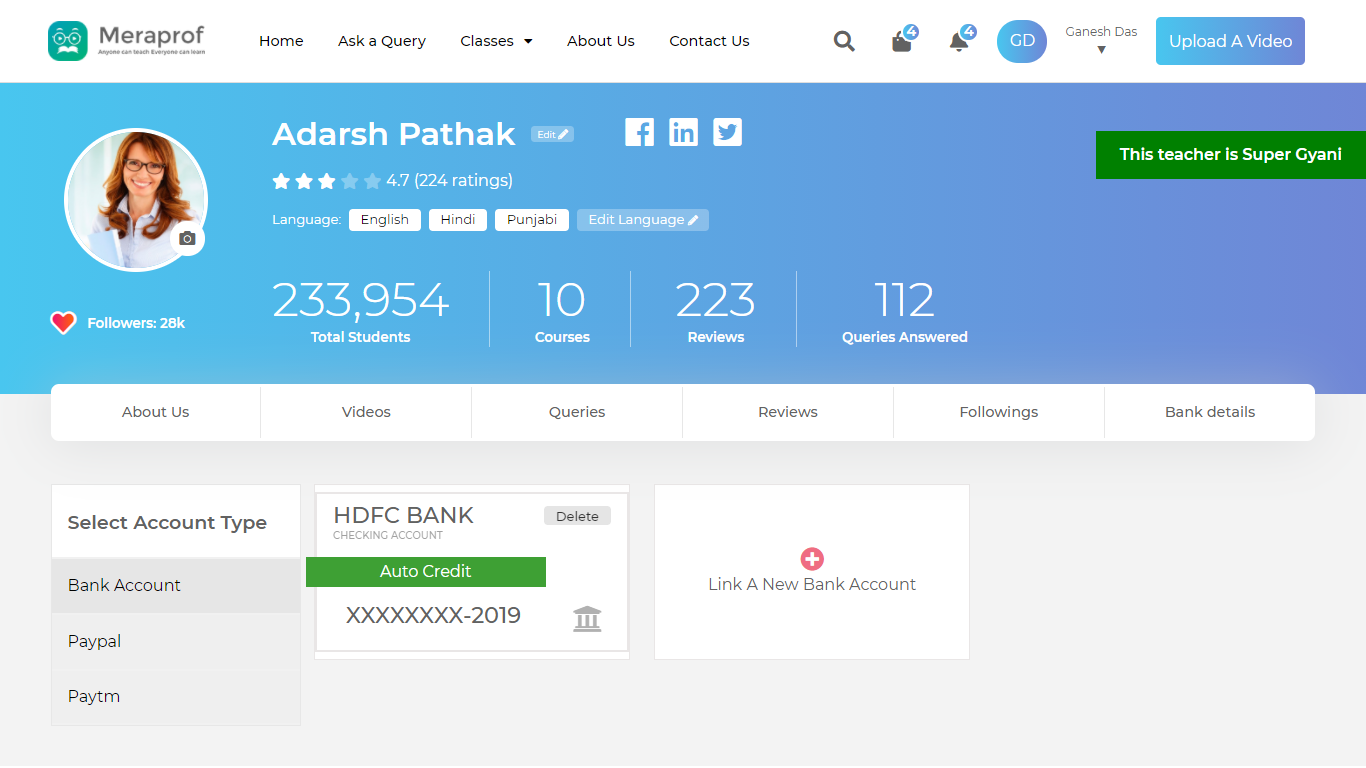 Meraprof
Anyone can teach Everyone can learn
Home
Ask a Query
Classes
About Us
Contact Us
4
4
GD
Ganesh Das
Upload A Video
Adarsh Pathak
Edit
This teacher is Super Gyani
4.7 (224 ratings)
Language: English Hindi Punjabi Edit Language
Followers: 28k
233,954
Total Students
10
Courses
223
Reviews
112
Queries Answered
About Us
Videos
Queries
Reviews
Followings
Bank details
Select Account Type
Bank Account
Paypal
Paytm
HDFC BANK
Delete
CHECKING ACCOUNT
Auto Credit
XXXXXXXX-2019
Link A New Bank Account